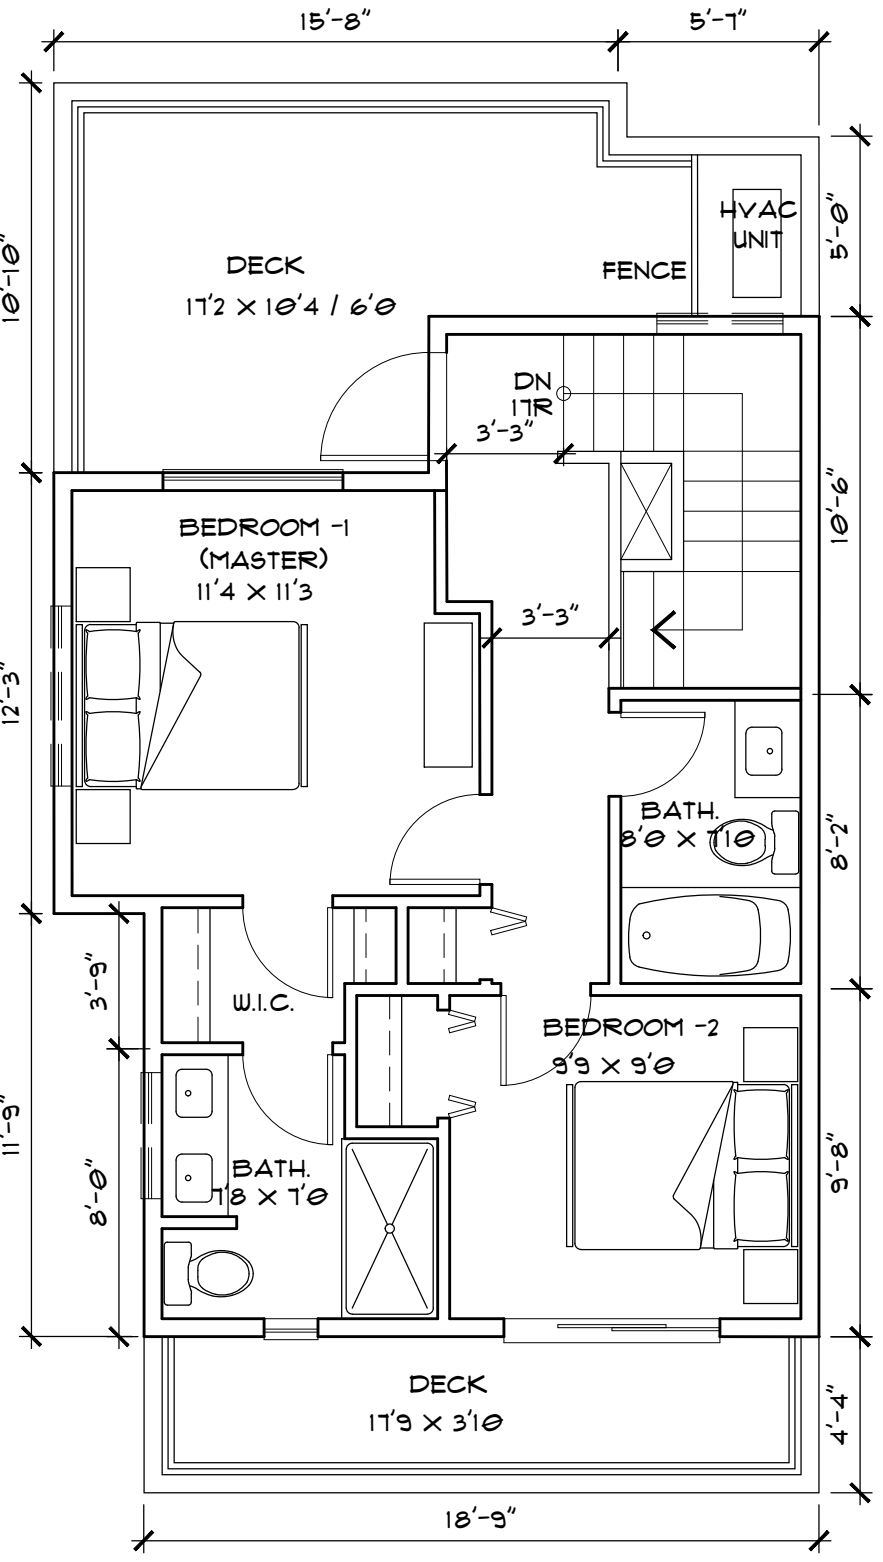 15'-8"
5'-7"
10'-10"
5'-0"
HVAC
UNIT
DECK
17'2 X 10'4 / 6'0
FENCE
DN
17R
3'-3"
10'-6"
BEDROOM -1
(MASTER)
11'4 X 11'3
3'-3"
12'-3"
BATH.
8'0 X 7'10
8'-2"
3'-9"
W.I.C.
BEDROOM -2
9'9 X 9'0
11'-9"
8'-0"
BATH.
7'8 X 7'0
9'-8"
DECK
17'9 X 3'10
4'-4"
18'-9"